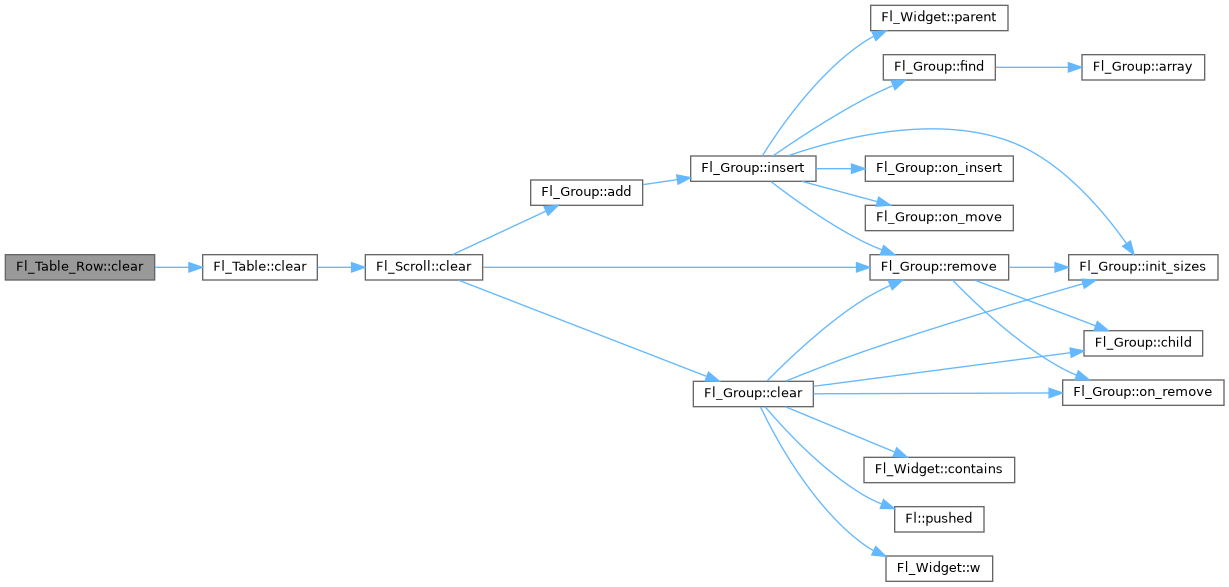 Fl_Table_Row::clear
Fl_Table::clear
Fl_Scroll::clear
Fl_Group::add
Fl_Group::insert
Fl_Widget::parent
Fl_Group::find
Fl_Group::array
Fl_Group::on_insert
Fl_Group::on_move
Fl_Group::remove
Fl_Group::init_sizes
Fl_Group::child
Fl_Group::on_remove
Fl_Group::clear
Fl_Widget::contains
Fl::pushed
Fl_Widget::w